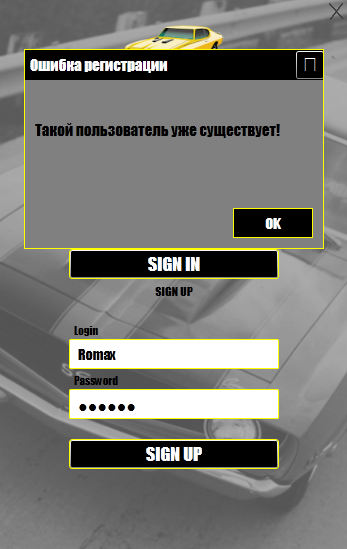 Ошибка регистрации
Такой пользователь уже существует!
OK
SIGN IN
SIGN UP
Login
Romax
Password
●●●●●●
SIGN UP